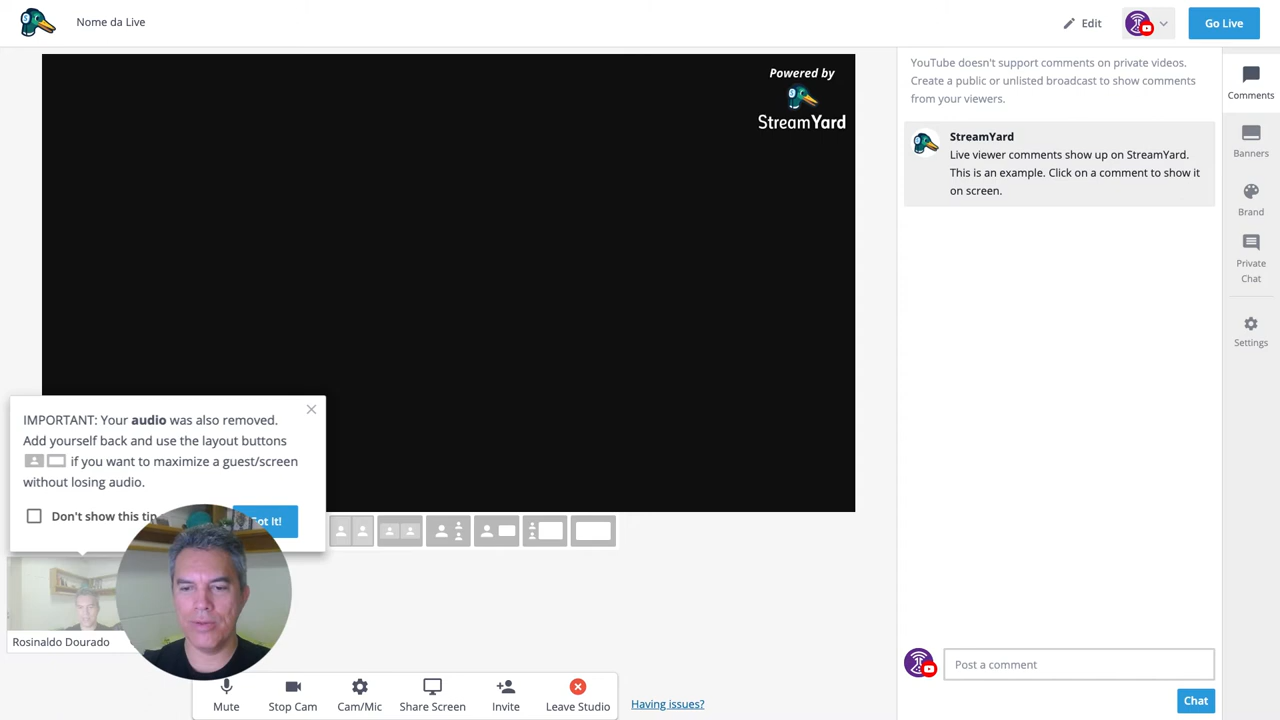 Nome da Live
Edit
Go Live
Powered by
StreamYard
YouTube doesn't support comments on private videos.
Create a public or unlisted broadcast to show comments
from your viewers.
StreamYard
Live viewer comments show up on StreamYard.
This is an example. Click on a comment to show it
on screen.
Comments
Banners
Brand
Private
Chat
Settings
IMPORTANT: Your audio was also removed.
Add yourself back and use the layout buttons
if you want to maximize a guest/screen
without losing audio.
Don't show this tip
Got It!
Rosinaldo Dourado
Mute
Stop Cam
Cam/Mic
Share Screen
Invite
Leave Studio
Having issues?
Post a comment
Chat